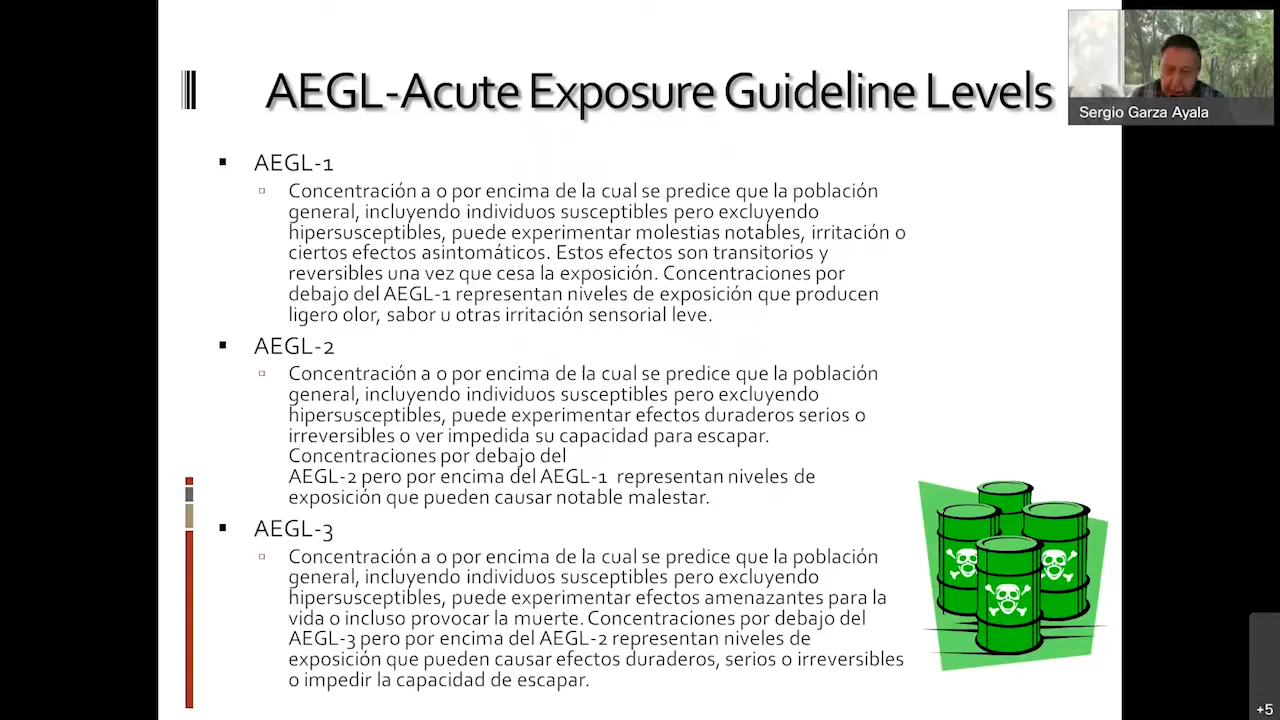 AEGL-Acute Exposure Guideline Levels
Sergio Garza Ayala
AEGL-1
Concentración a o por encima de la cual se predice que la población
general, incluyendo individuos susceptibles pero excluyendo
hipersusceptibles, puede experimentar molestias notables, irritación o
ciertos efectos asintomáticos. Estos efectos son transitorios y
reversibles una vez que cesa la exposición. Concentraciones por
debajo del AEGL-1 representan niveles de exposición que producen
ligero olor, sabor u otras irritación sensorial leve.
AEGL-2
Concentración a o por encima de la cual se predice que la población
general, incluyendo individuos susceptibles pero excluyendo
hipersusceptibles, puede experimentar efectos duraderos serios o
irreversibles o ver impedida su capacidad para escapar.
Concentraciones por debajo del
AEGL-2 pero por encima del AEGL-1 representan niveles de
exposición que pueden causar notable malestar.
AEGL-3
Concentración a o por encima de la cual se predice que la población
general, incluyendo individuos susceptibles pero excluyendo
hipersusceptibles, puede experimentar efectos amenazantes para la
vida o incluso provocar la muerte. Concentraciones por debajo del
AEGL-3 pero por encima del AEGL-2 representan niveles de
exposición que pueden causar efectos duraderos, serios o irreversibles
o impedir la capacidad de escapar.
+5